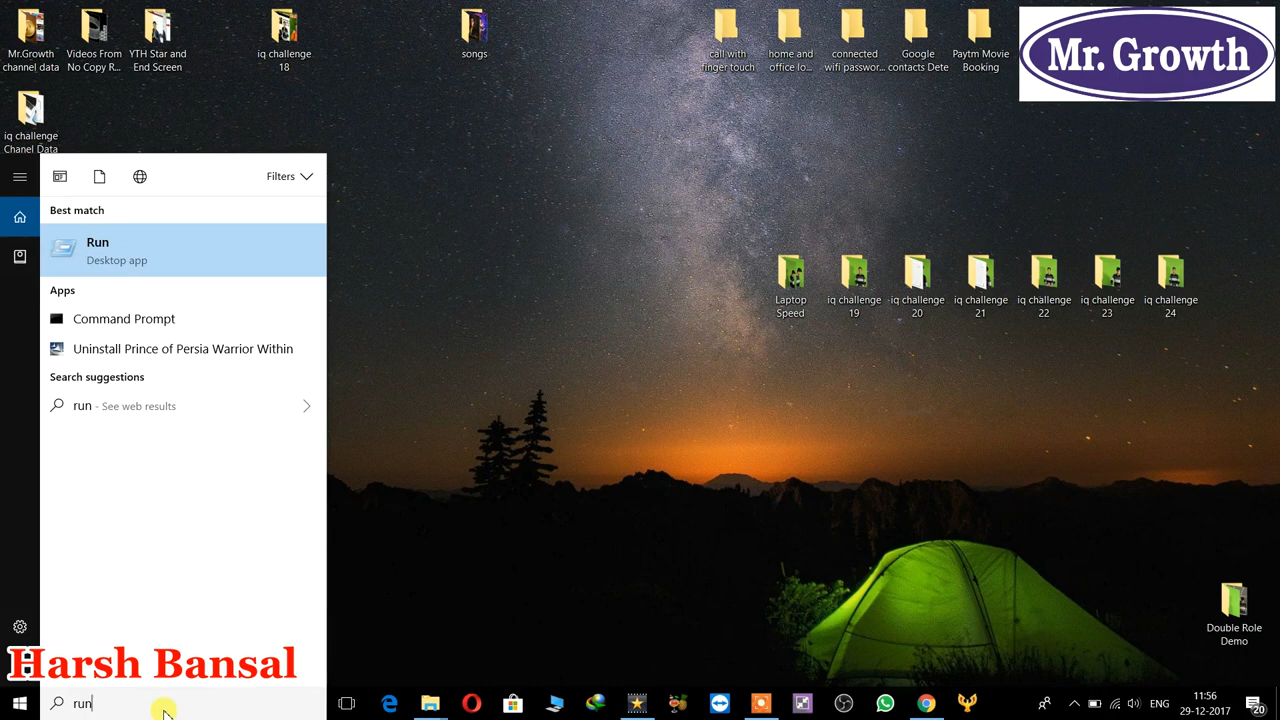 Mr.Growth
channel data
Videos From
No Copy R...
YTH Star and
End Screen
iq challenge
18
songs
call with
finger touch
home and
office lo...
connected
wifi passwor...
Google
contacts Dete
Paytm Movie
Booking
Mr. Growth
iq challenge
Chanel Data
Filters
Best match
Run
Desktop app
Apps
Command Prompt
Uninstall Prince of Persia Warrior Within
Search suggestions
run - See web results
Laptop
Speed
iq challenge
19
iq challenge
20
iq challenge
21
iq challenge
22
iq challenge
23
iq challenge
24
Double Role
Demo
Harsh Bansal
run
ENG
11:56
29-12-2017
20